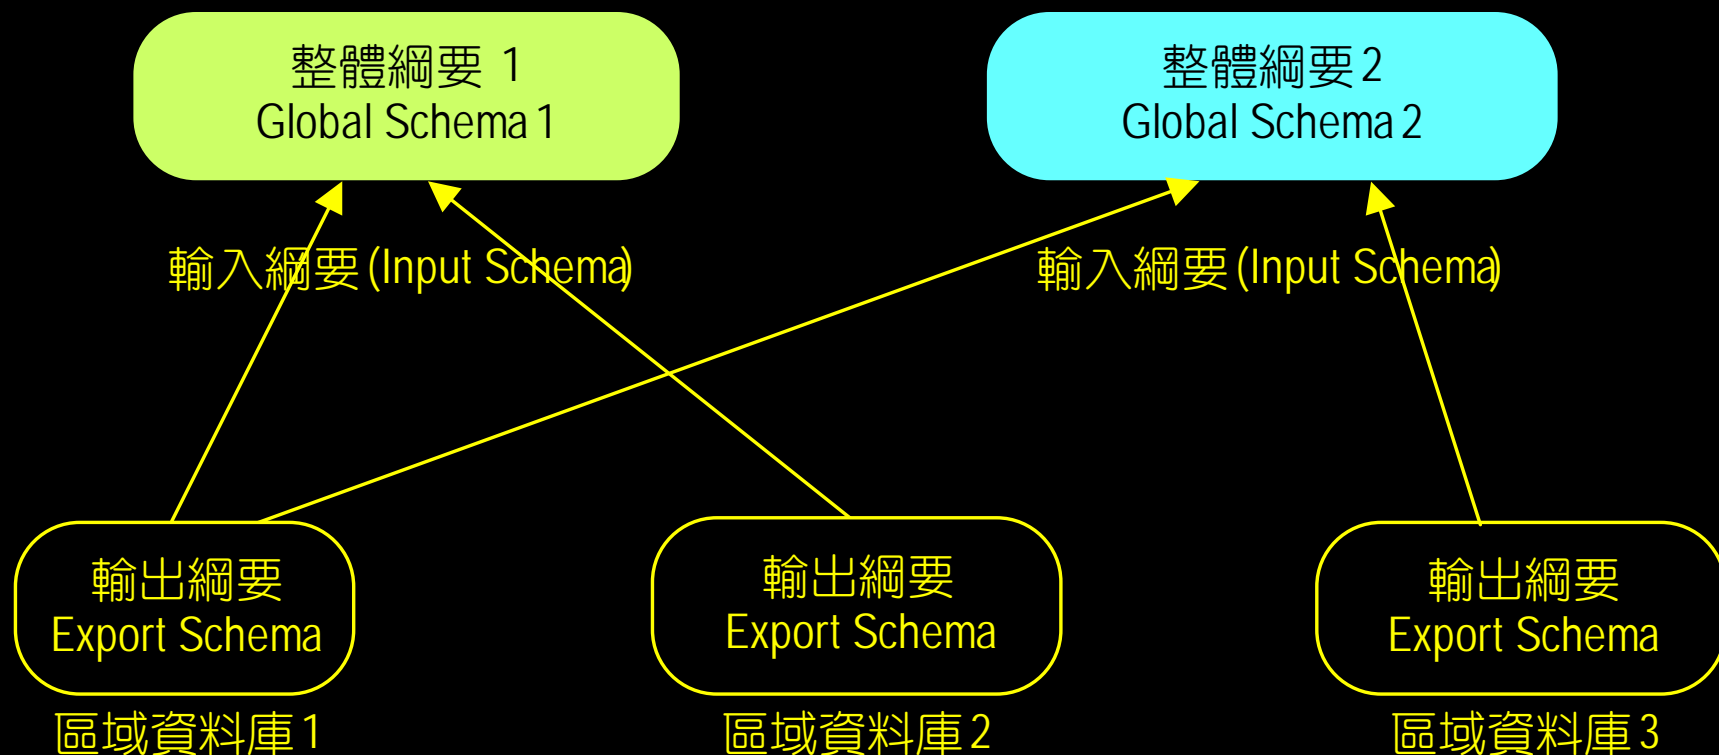 整體綱要 1
Global Schema 1
整體綱要 2
Global Schema 2
輸入綱要 (Input Schema)
輸入綱要 (Input Schema)
輸出綱要
Export Schema
輸出綱要
Export Schema
輸出綱要
Export Schema
區域資料庫 1
區域資料庫 2
區域資料庫 3